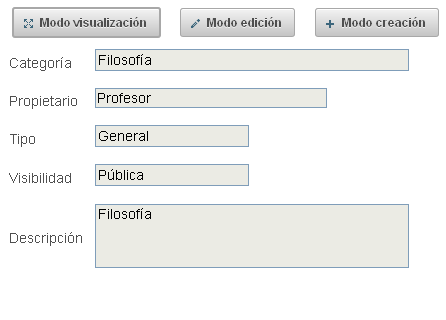 Modo visualización Modo edición Modo creación
Categoría Filosofía
Propietario Profesor
Tipo General
Visibilidad Pública
Descripción Filosofía